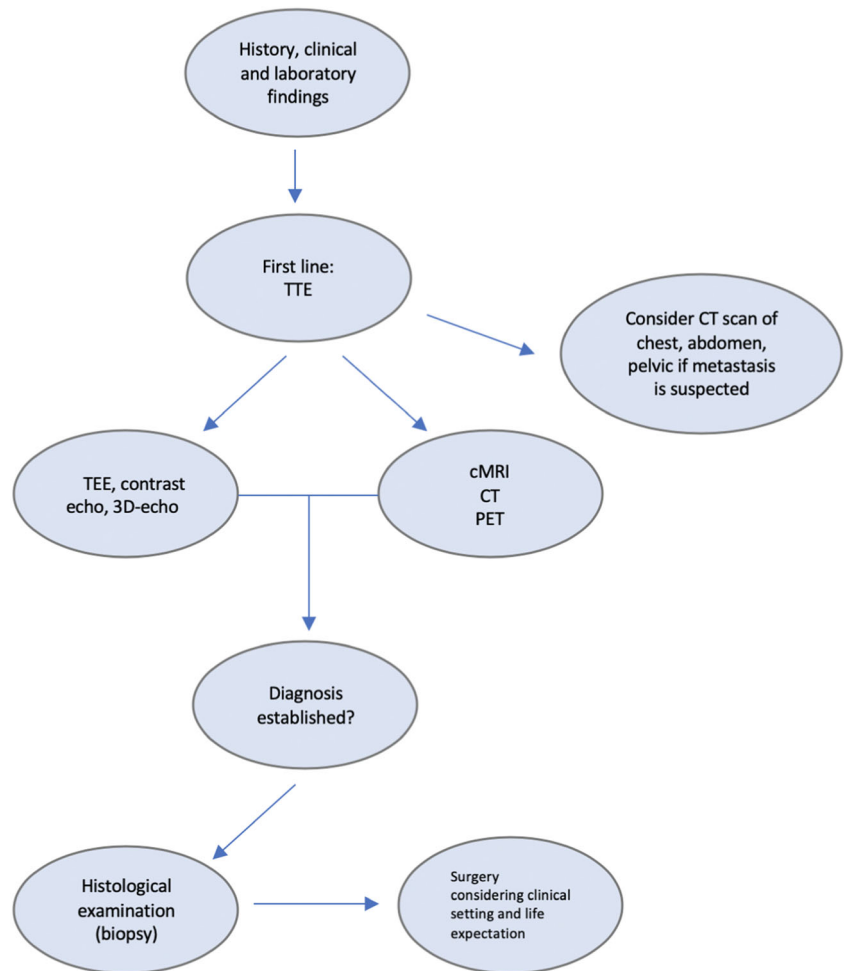 History, clinical
and laboratory
findings
First line:
TTE
Consider CT scan of
chest, abdomen,
pelvic if metastasis
is suspected
TEE, contrast
echo, 3D-echo
cMRI
CT
PET
Diagnosis
established?
Histological
examination
(biopsy)
Surgery
considering clinical
setting and life
expectation